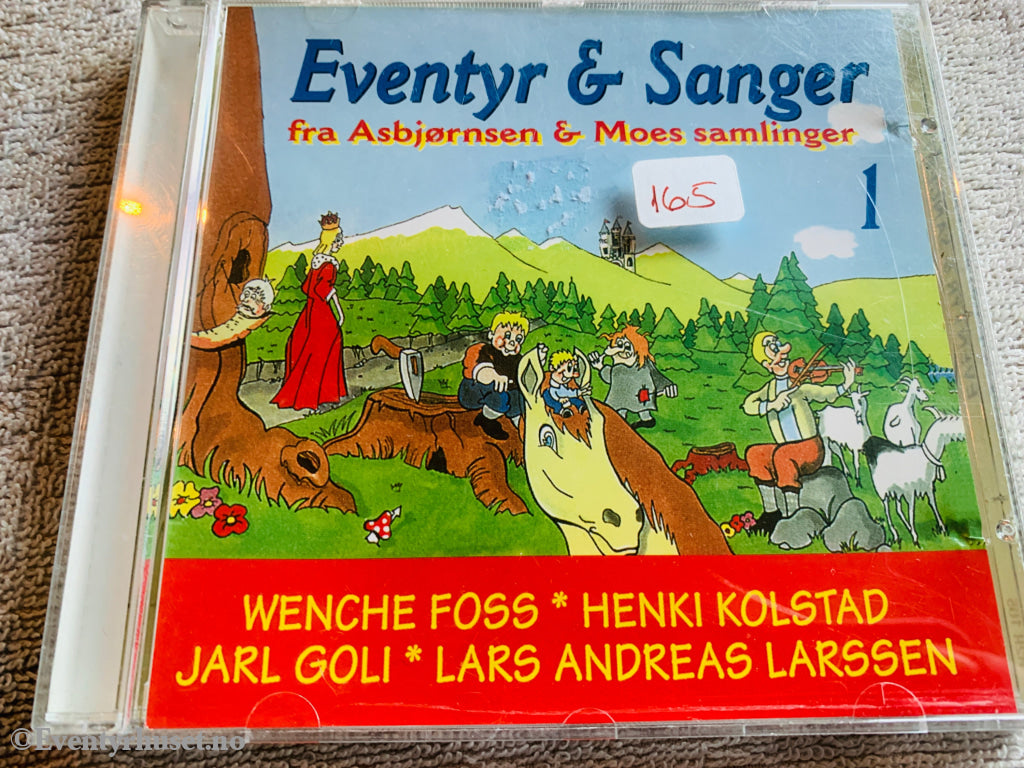 Eventyr & Sanger
fra Asbjørnsen & Moes samlinger
165
1
WENCHE FOSS * HENKI KOLSTAD
JARL GOLI * LARS ANDREAS LARSSEN
©Eventyrhuset.no